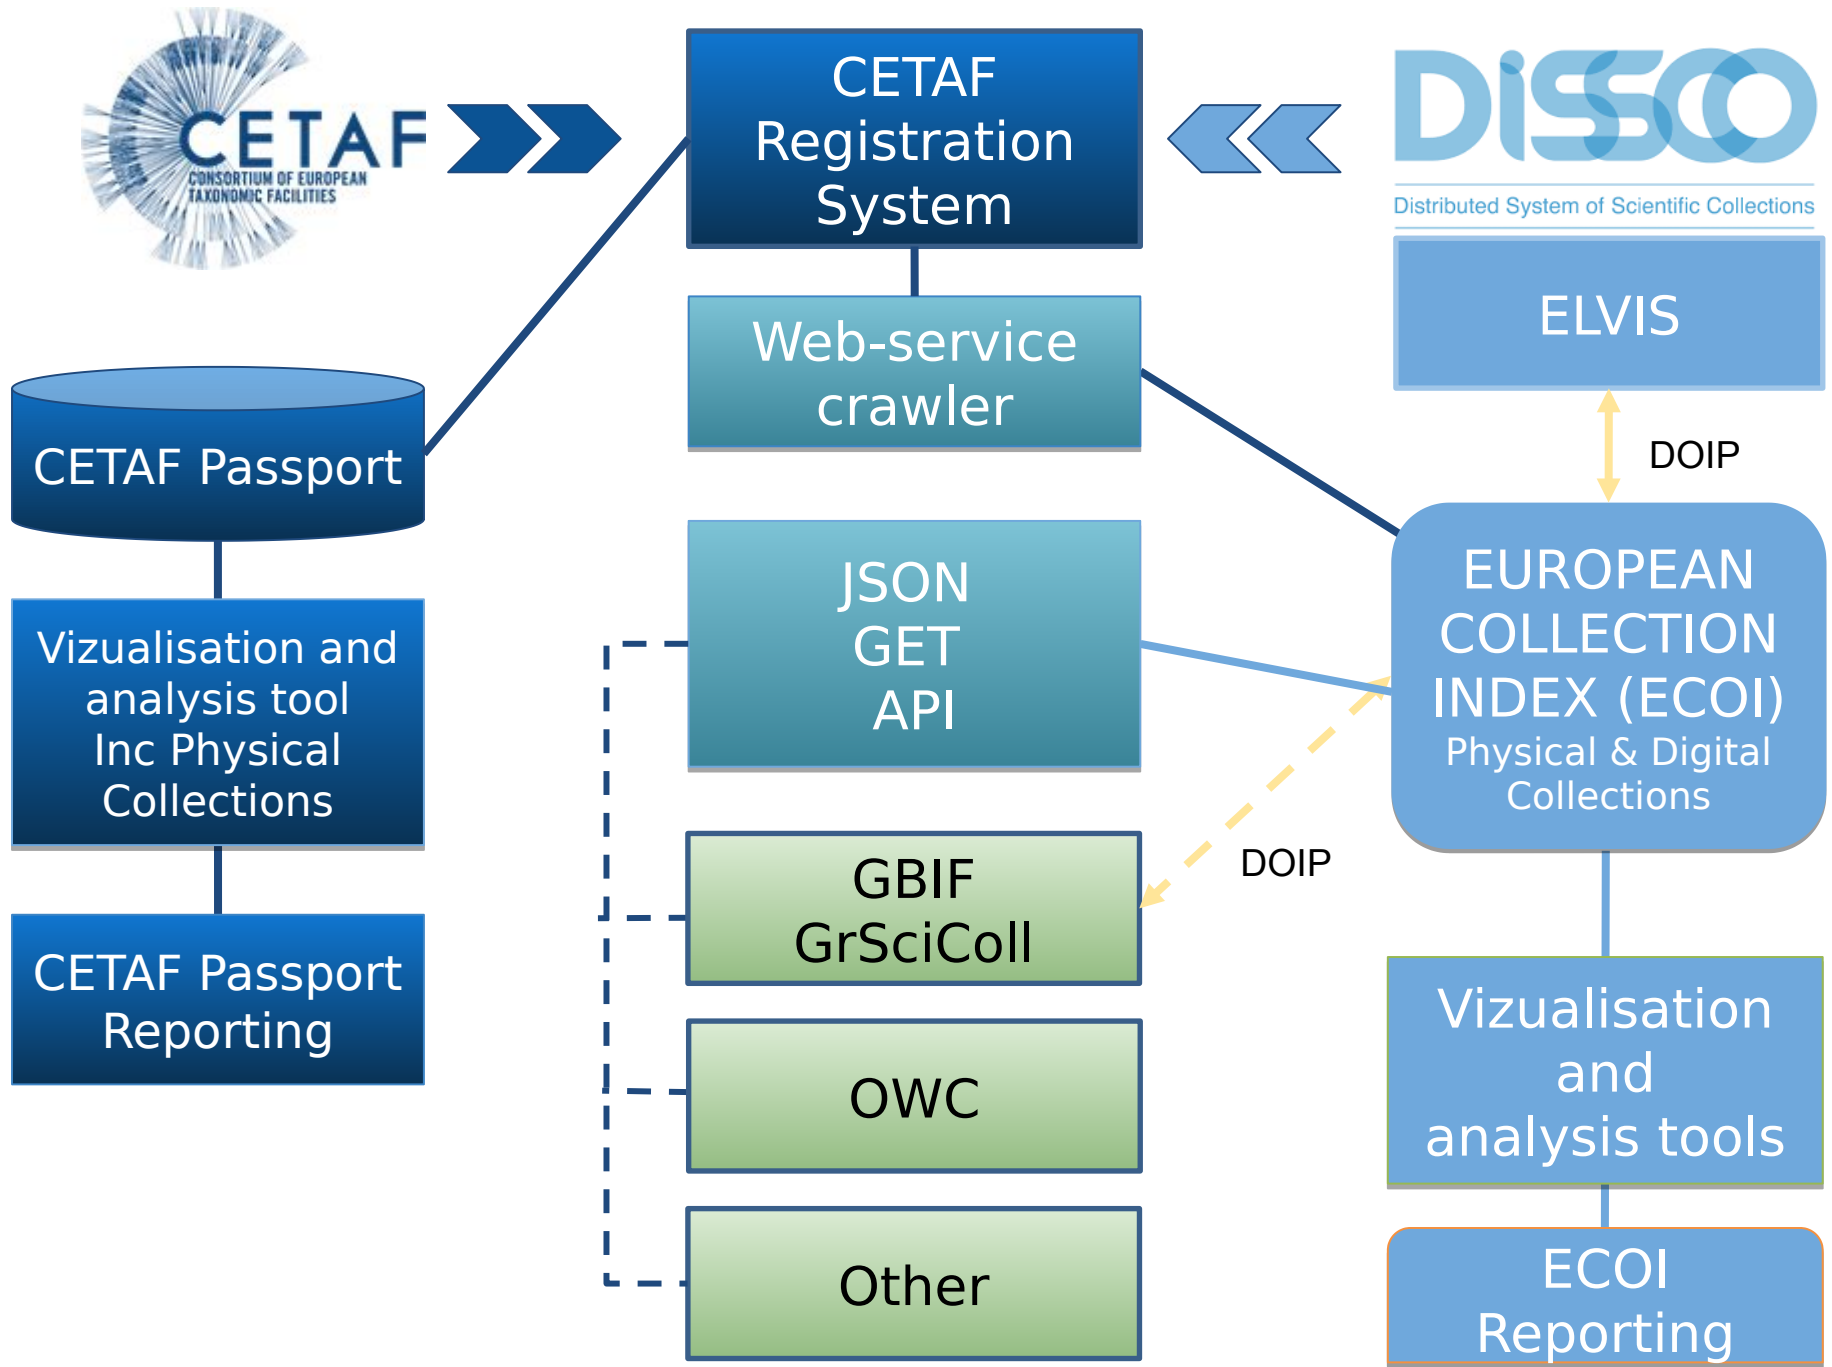 CETAF
CONSORTIUM OF EUROPEAN
TAXONOMIC FACILITIES
CETAF
Registration
System
DiSSCO
Distributed System of Scientific Collections
ELVIS
Web-service
crawler
CETAF Passport
DOIP
JSON
GET
API
EUROPEAN
COLLECTION
INDEX (ECOI)
Physical & Digital
Collections
Vizualisation and
analysis tool
Inc Physical
Collections
DOIP
GBIF
GrSciColl
CETAF Passport
Reporting
OWC
Vizualisation
and
analysis tools
Other
ECOI
Reporting